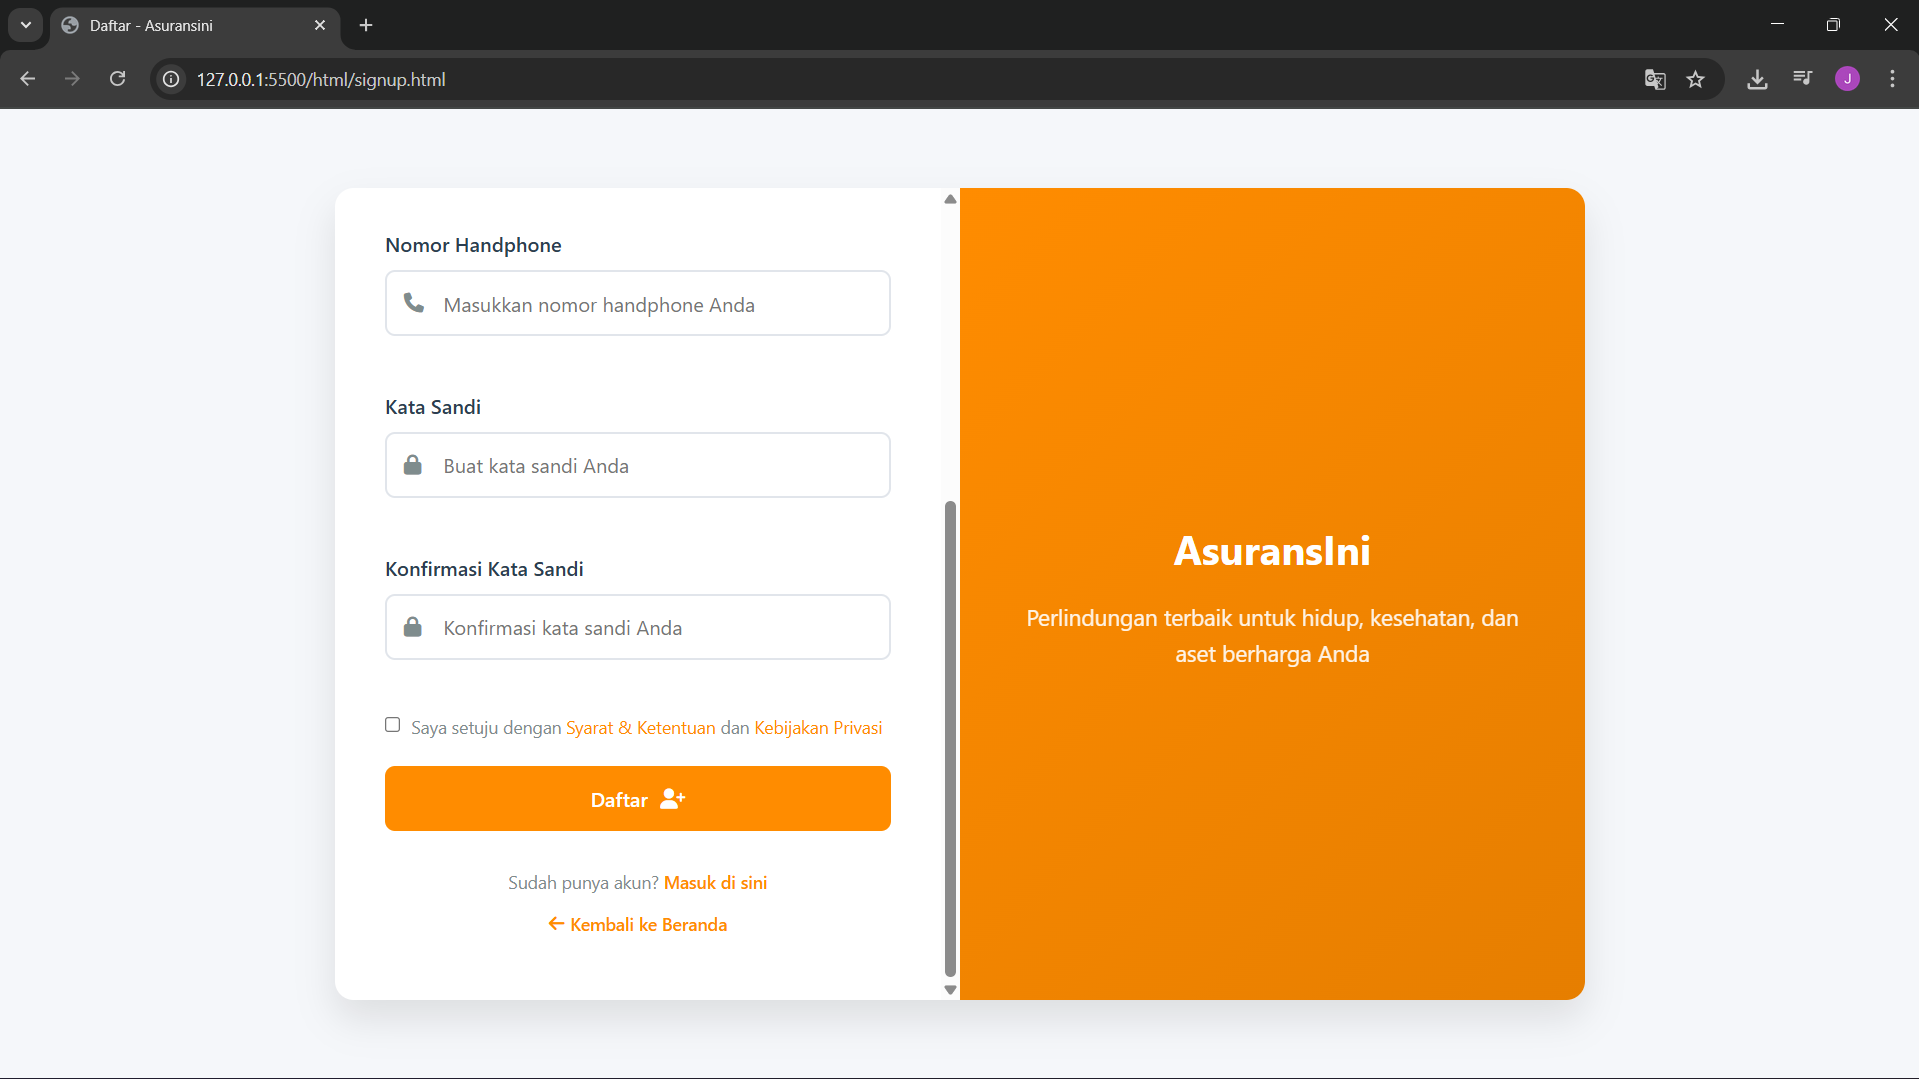 Daftar - Asuransini
127.0.0.1:5500/html/signup.html
J
Nomor Handphone
Masukkan nomor handphone Anda
Kata Sandi
Buat kata sandi Anda
Konfirmasi Kata Sandi
Konfirmasi kata sandi Anda
Saya setuju dengan Syarat & Ketentuan dan Kebijakan Privasi
Daftar
Sudah punya akun? Masuk di sini
Kembali ke Beranda
AsuransIni
Perlindungan terbaik untuk hidup, kesehatan, dan
aset berharga Anda